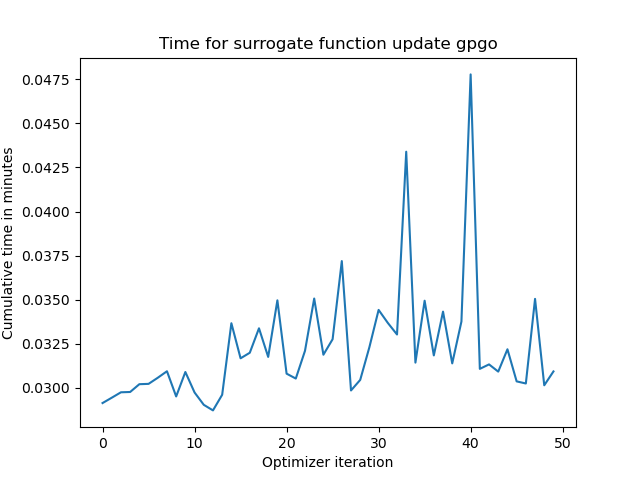 Time for surrogate function update gpgo
Cumulative time in minutes
0.0475
0.0450
0.0425
0.0400
0.0375
0.0350
0.0325
0.0300
0 10 20 30 40 50
Optimizer iteration